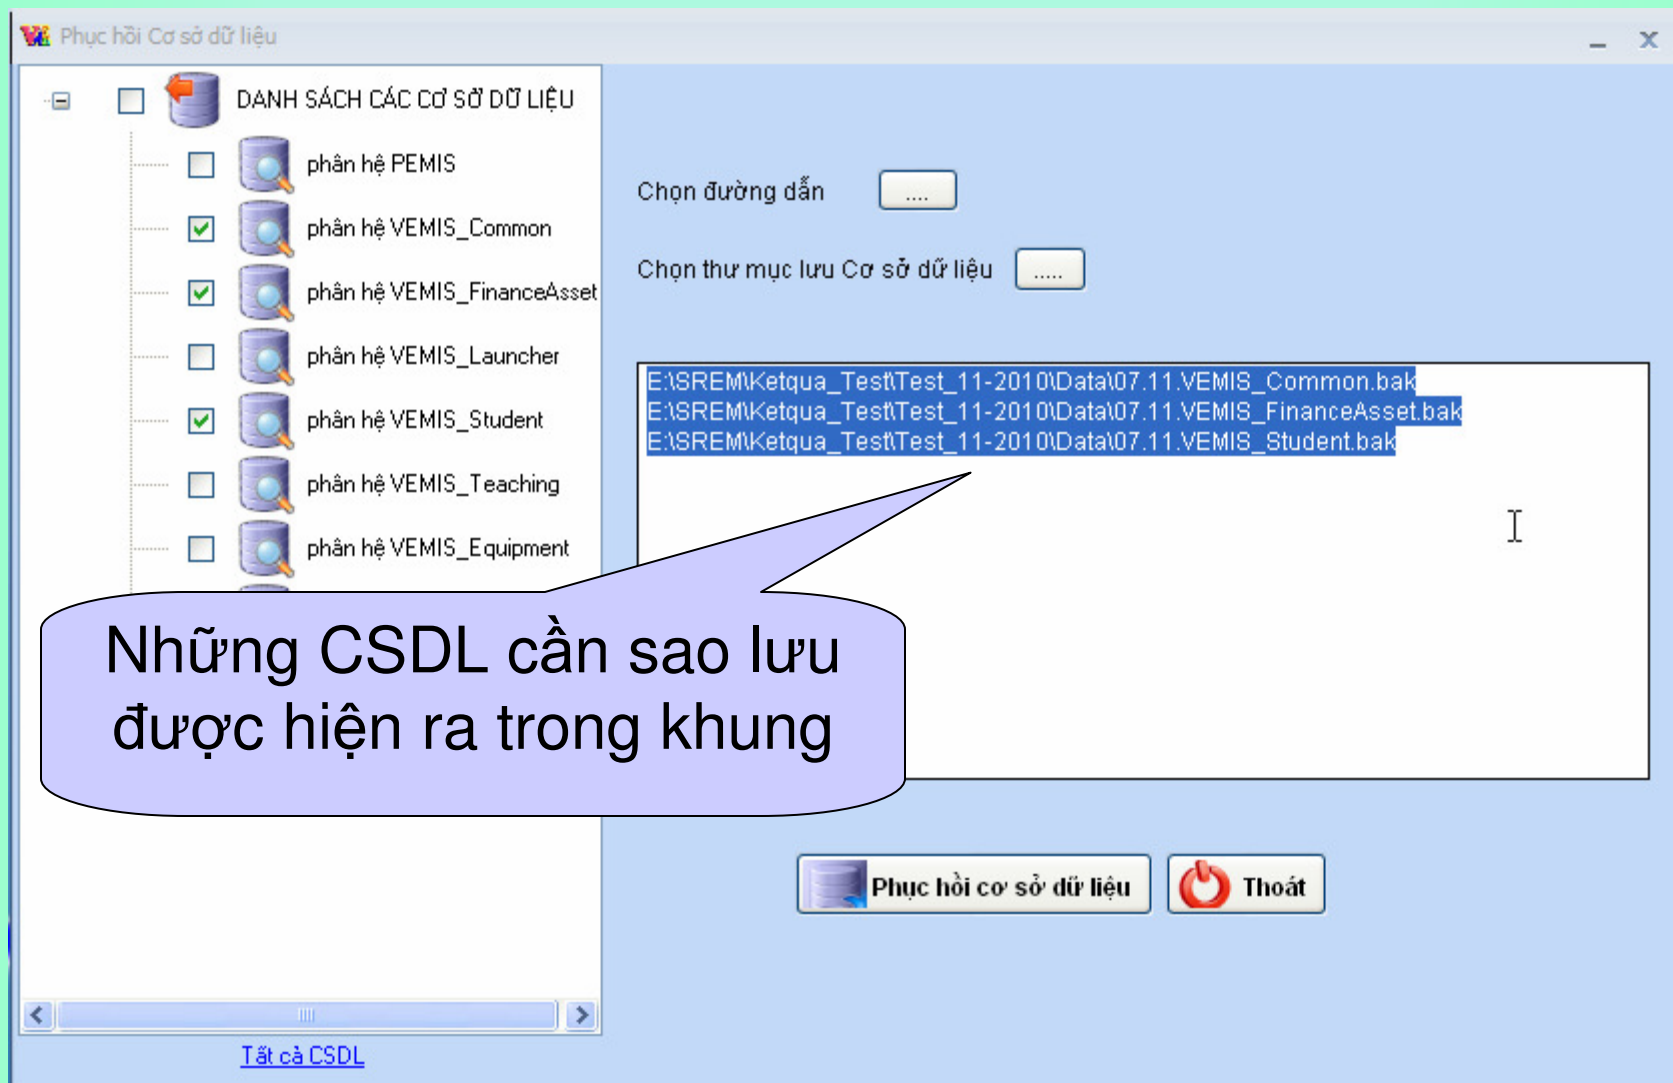 Phục hồi Cơ sở dữ liệu
DANH SÁCH CÁC CƠ SỞ DỮ LIỆU
phân hệ PEMIS
phân hệ VEMIS_Common
phân hệ VEMIS_FinanceAsset
phân hệ VEMIS_Launcher
phân hệ VEMIS_Student
phân hệ VEMIS_Teaching
phân hệ VEMIS_Equipment
Tất cả CSDL
Chọn đường dẫn
....
Chọn thư mục lưu Cơ sở dữ liệu
.....
E:\SREM\Ketqua_Test\Test_11-2010\Data\07.11.VEMIS_Common.bak
E:\SREM\Ketqua_Test\Test_11-2010\Data\07.11.VEMIS_FinanceAsset.bak
E:\SREM\Ketqua_Test\Test_11-2010\Data\07.11.VEMIS_Student.bak
Những CSDL cần sao lưu
được hiện ra trong khung
Phục hồi cơ sở dữ liệu
Thoát